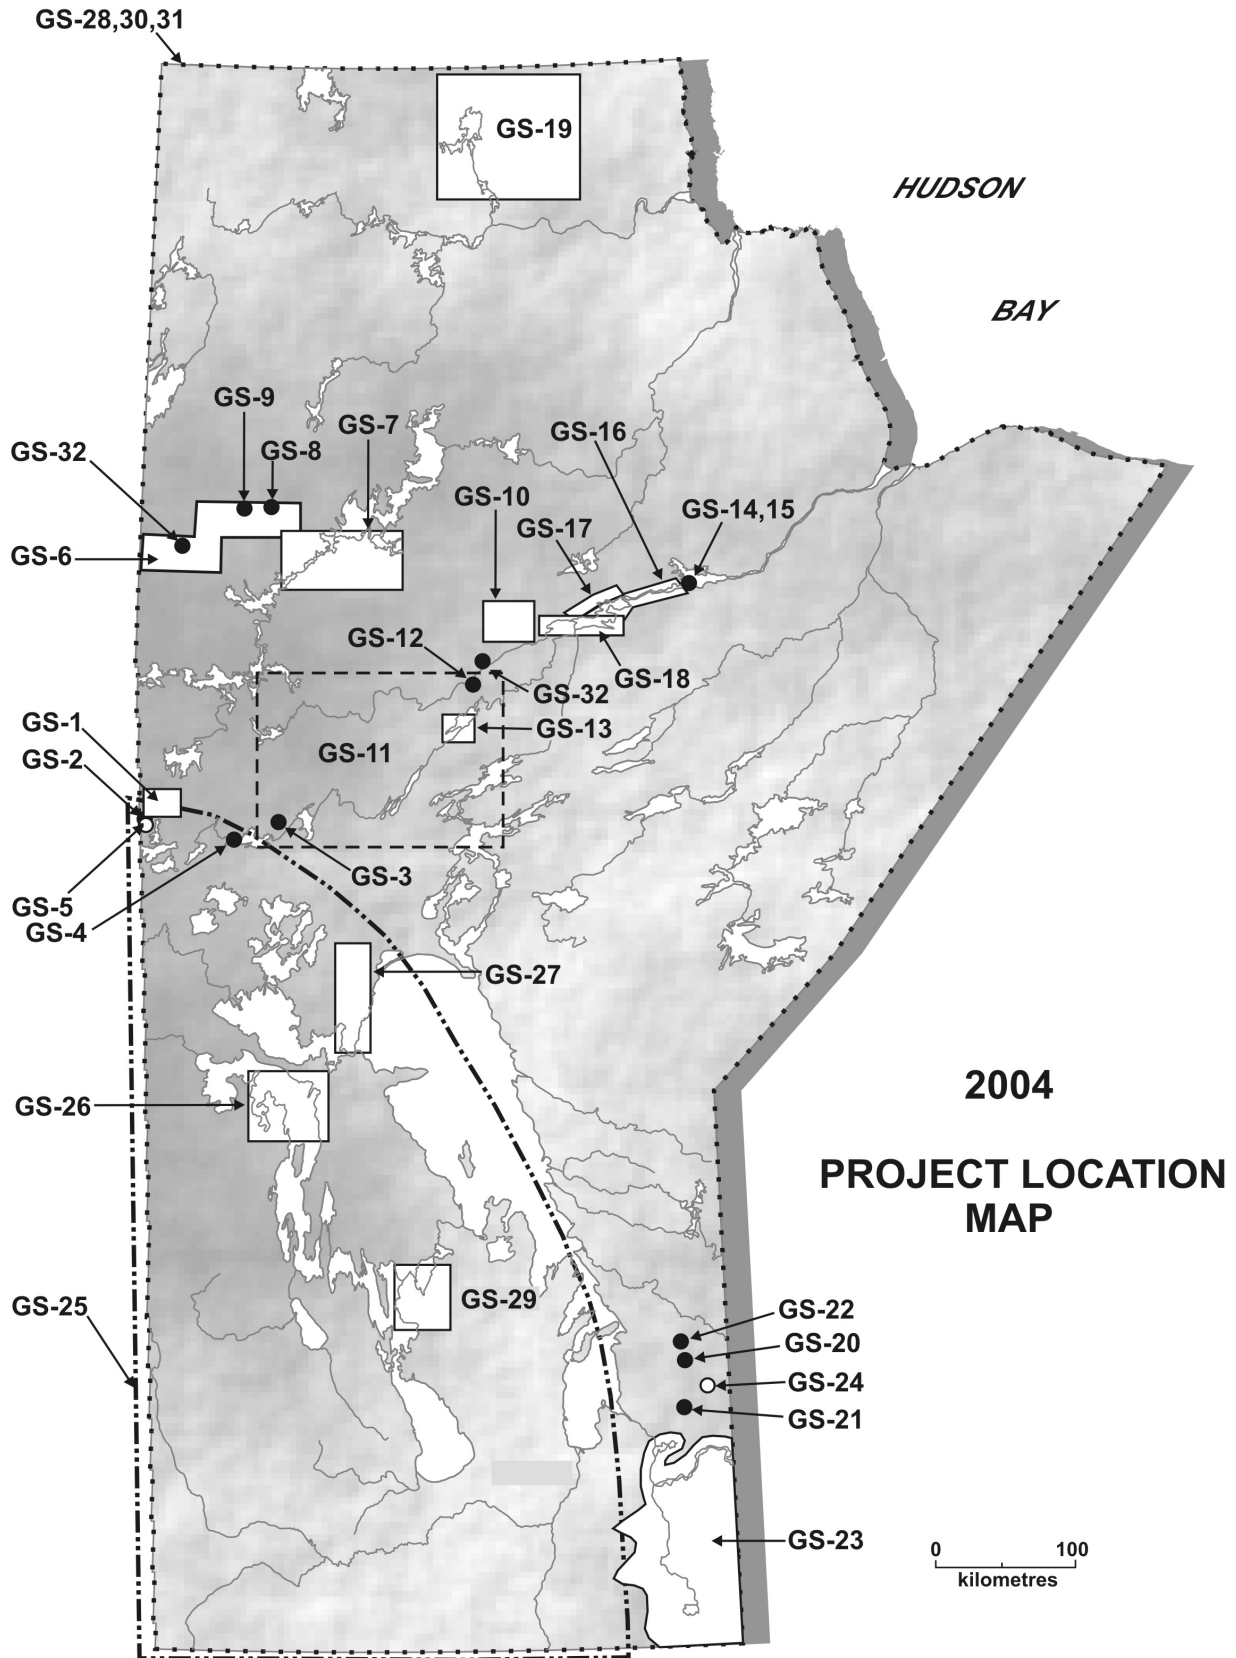 GS-28,30,31
GS-19
HUDSON
BAY
GS-9
GS-7
GS-8
GS-16
GS-32
GS-10
GS-14,15
GS-17
GS-6
GS-12
GS-18
GS-32
GS-1
GS-13
GS-11
GS-2
GS-3
GS-5
GS-4
GS-27
2004
GS-26
PROJECT LOCATION
MAP
GS-29
GS-25
GS-22
GS-20
GS-24
GS-21
GS-23
0 100
kilometres